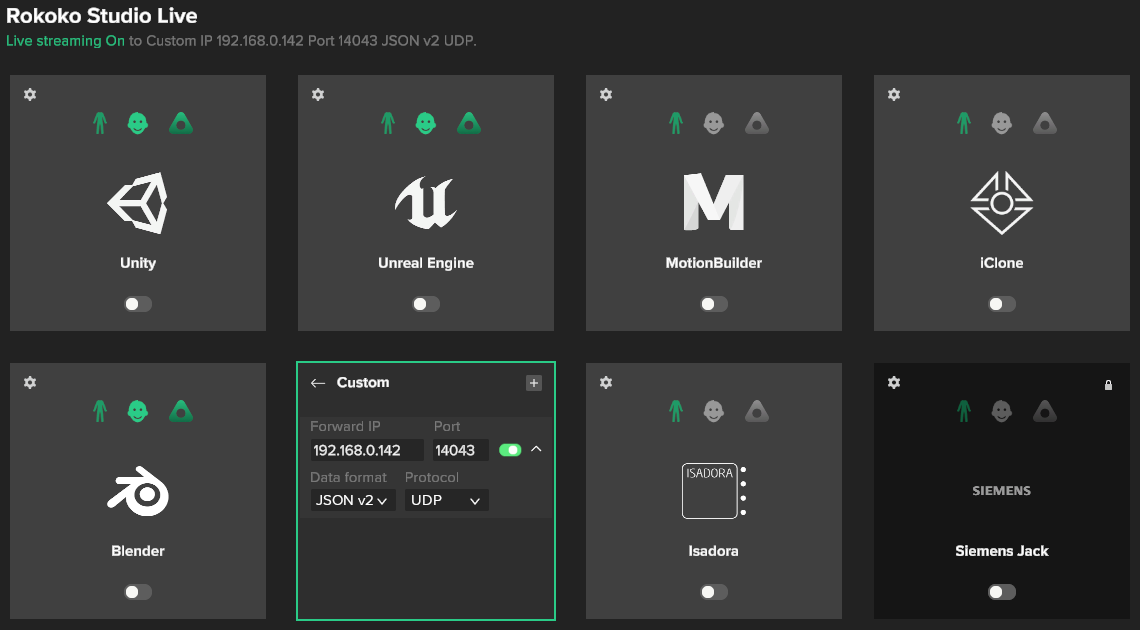 Rokoko Studio Live
Live streaming On to Custom IP 192.168.0.142 Port 14043 JSON v2 UDP.
Unity
Unreal Engine
MotionBuilder
iClone
Blender
Custom
Forward IP Port
192.168.0.142 14043
Data format Protocol
JSON v2 UDP
ISADORA
Isadora
SIEMENS
Siemens Jack